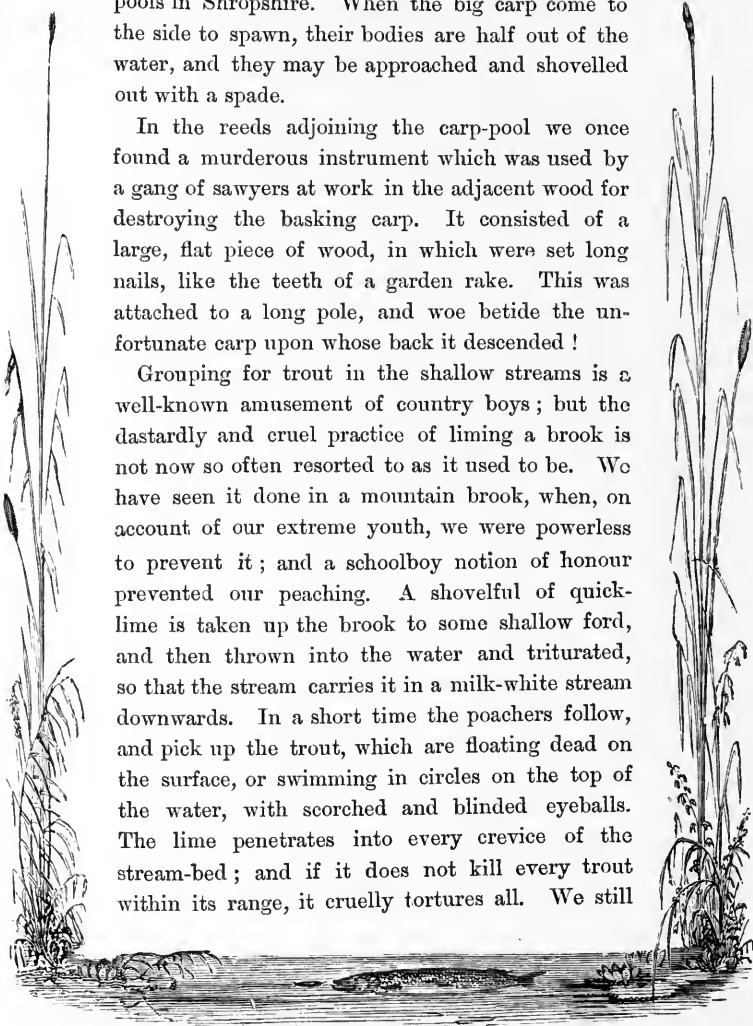 pools in Shropshire. When the big carp come to
the side to spawn, their bodies are half out of the
water, and they may be approached and shovelled
out with a spade.
In the reeds adjoining the carp-pool we once
found a murderous instrument which was used by
a gang of sawyers at work in the adjacent wood for
destroying the basking carp. It consisted of a
large, flat piece of wood, in which were set long
nails, like the teeth of a garden rake. This was
attached to a long pole, and woe betide the un-
fortunate carp upon whose back it descended !
Grouping for trout in the shallow streams is a
well-known amusement of country boys ; but the
dastardly and cruel practice of liming a brook is
not now so often resorted to as it used to be. We
have seen it done in a mountain brook, when, on
account of our extreme youth, we were powerless
to prevent it ; and a schoolboy notion of honour
prevented our peaching. A shovelful of quick-
lime is taken up the brook to some shallow ford,
and then thrown into the water and triturated,
so that the stream carries it in a milk-white stream
downwards. In a short time the poachers follow,
and pick up the trout, which are floating dead on
the surface, or swimming in circles on the top of
the water, with scorched and blinded eyeballs.
The lime penetrates into every crevice of the
stream-bed ; and if it does not kill every trout
within its range, it cruelly tortures all. We still